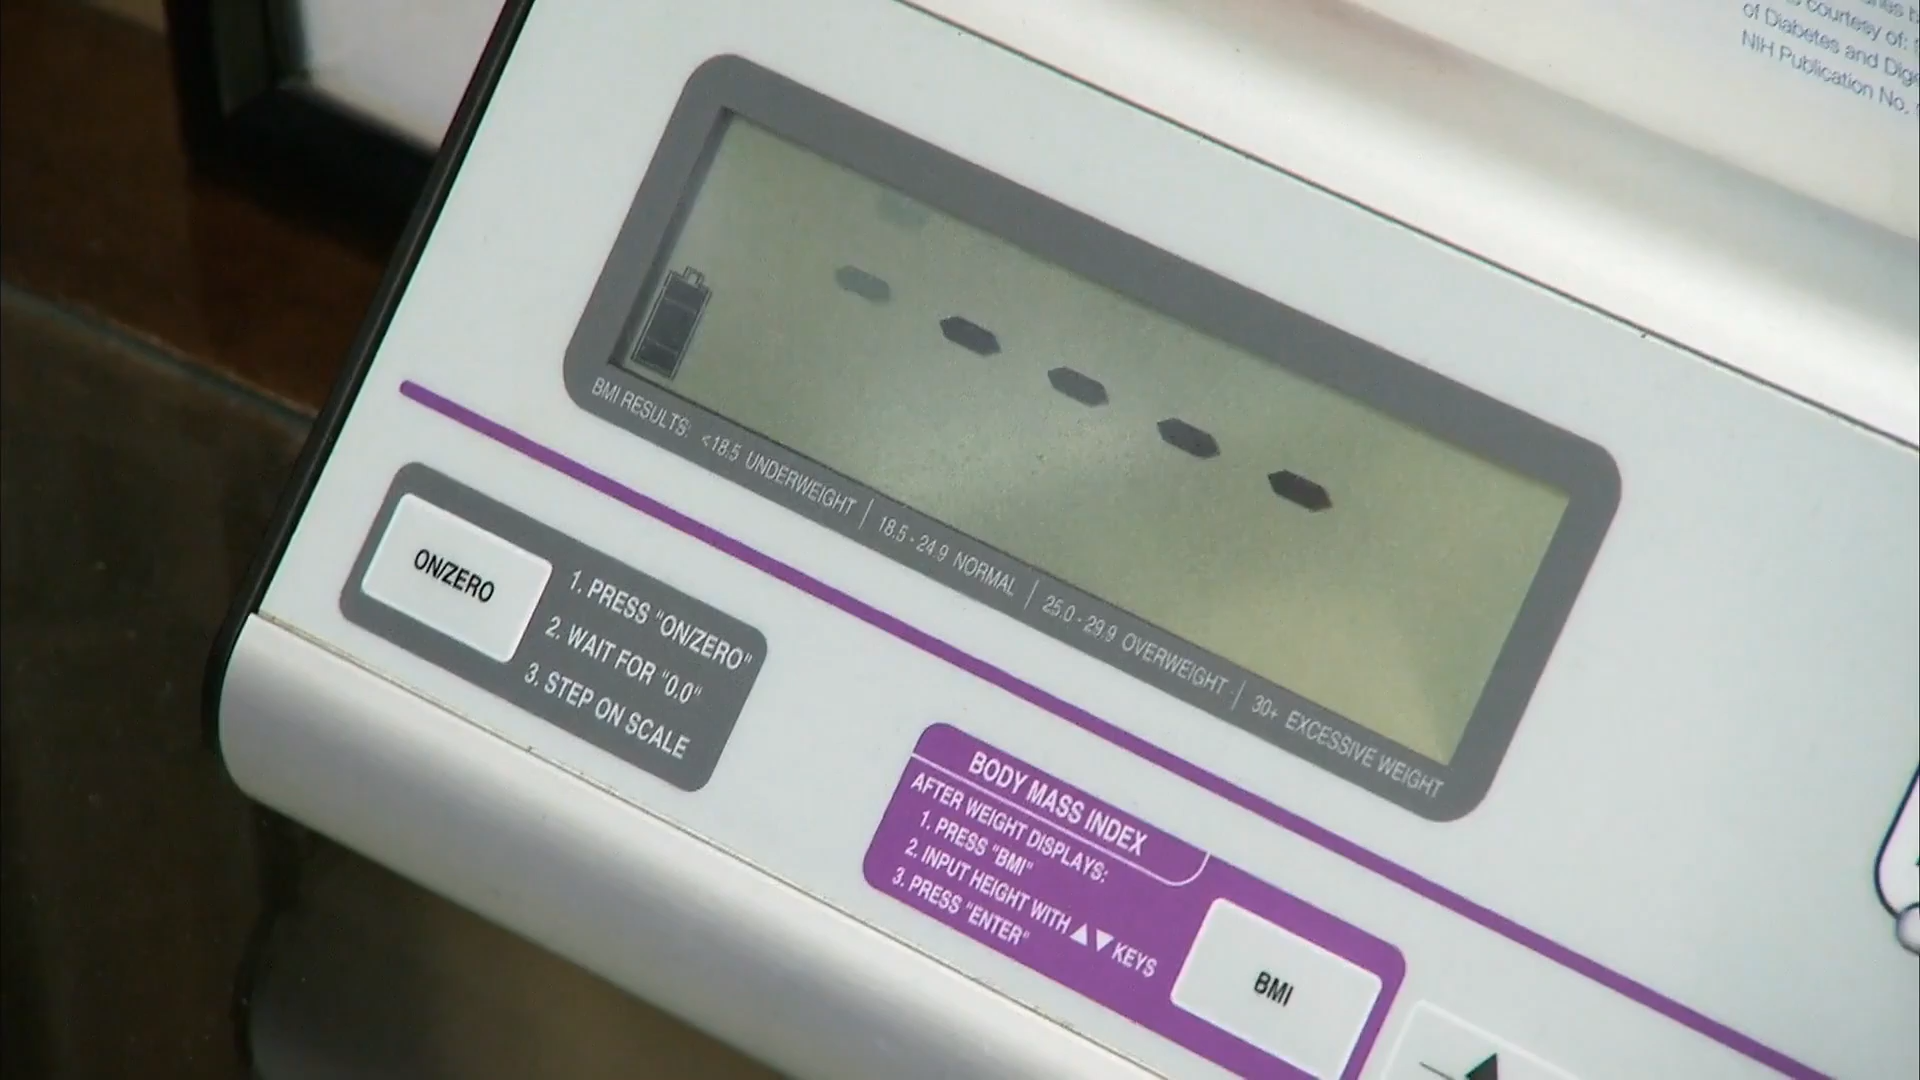 courtesy of:
of Diabetes and
NIH Publication No.
BMI RESULTS: <18.5 UNDERWEIGHT | 18.5 - 24.9 NORMAL | 25.0 - 29.9 OVERWEIGHT | 30+ EXCESSIVE WEIGHT
ON/ZERO
1. PRESS "ON/ZERO"
2. WAIT FOR "0.0"
3. STEP ON SCALE
BODY MASS INDEX
AFTER WEIGHT DISPLAYS:
1. PRESS "BMI"
2. INPUT HEIGHT WITH ▲▼ KEYS
3. PRESS "ENTER"
BMI